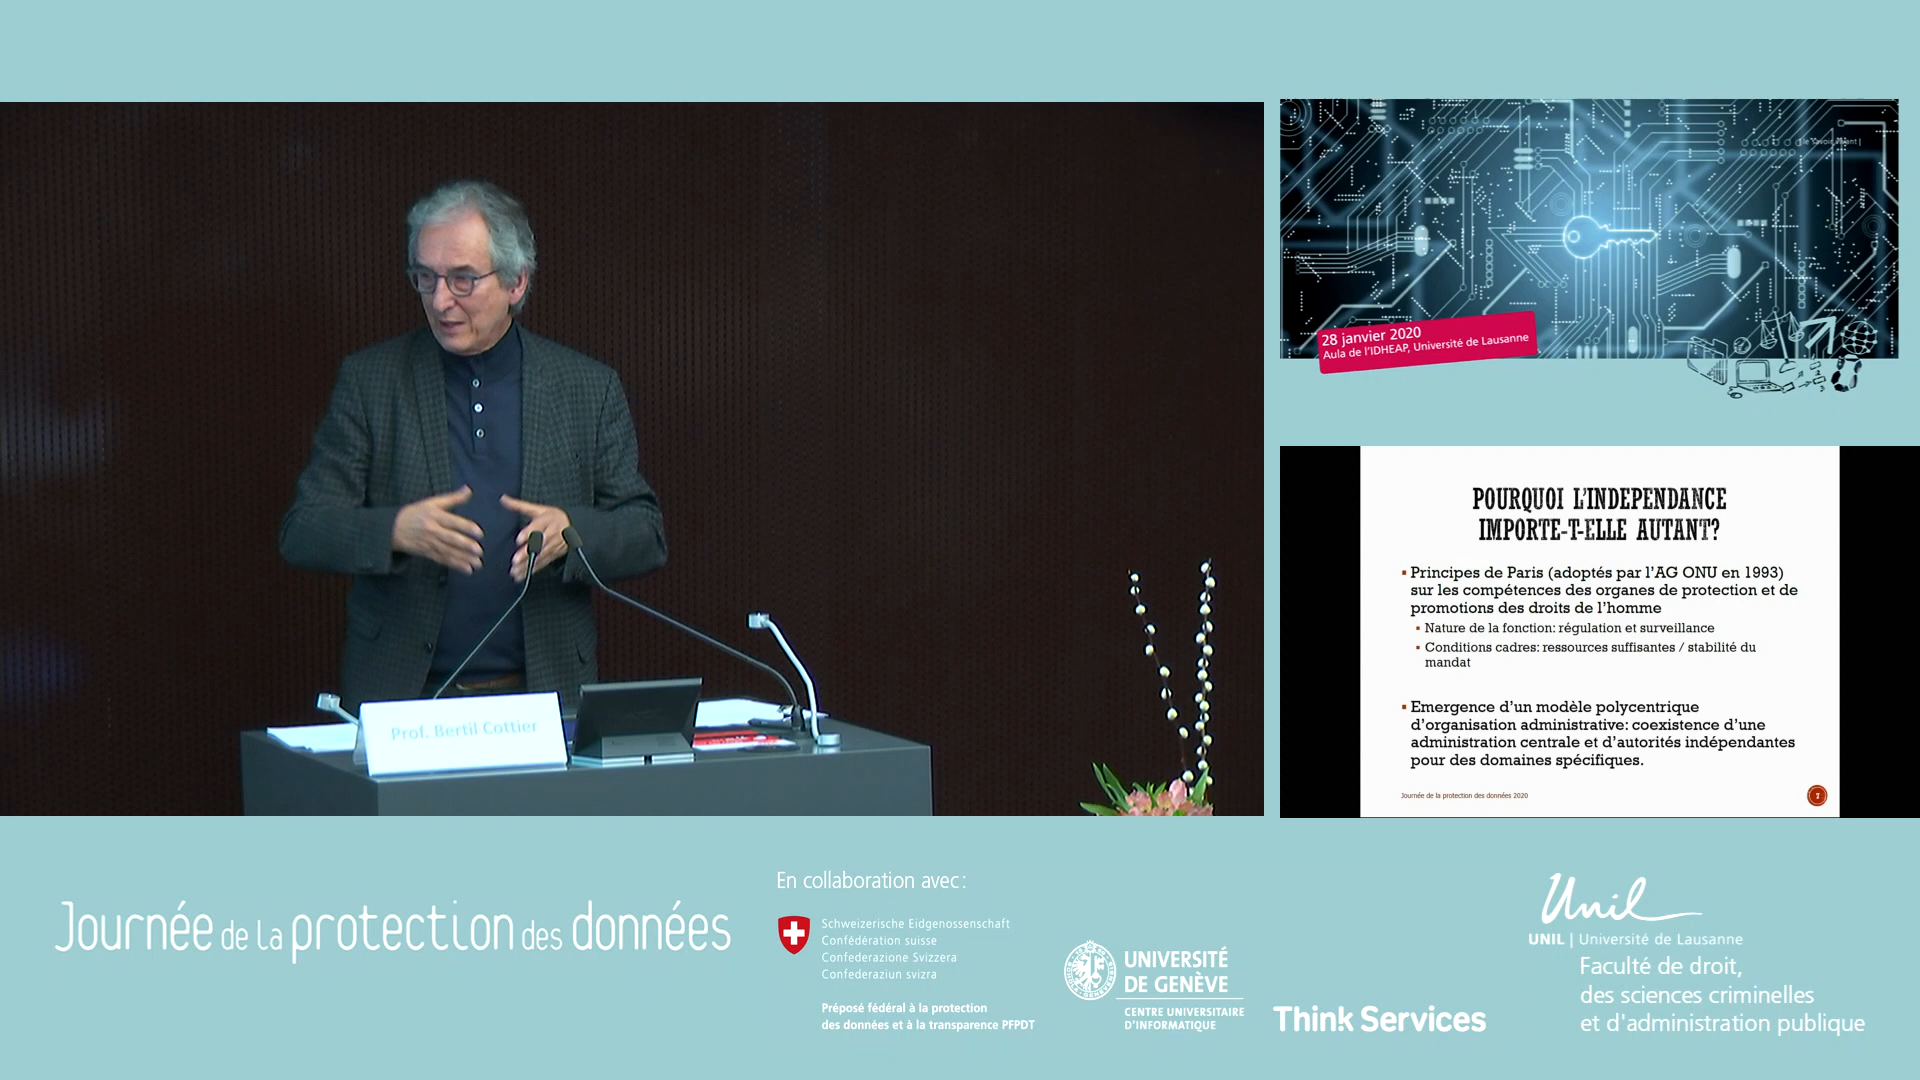 | le savoir vivant |
28 janvier 2020
Aula de l'IDHEAP, Université de Lausanne
Prof. Bertil Cottier
POURQUOI L'INDEPENDANCE
IMPORTE-T-ELLE AUTANT?
▪ Principes de Paris (adoptés par l'AG ONU en 1993)
sur les compétences des organes de protection et de
promotions des droits de l'homme
▪ Nature de la fonction: régulation et surveillance
▪ Conditions cadres: ressources suffisantes / stabilité du
mandat
▪ Emergence d'un modèle polycentrique
d'organisation administrative: coexistence d'une
administration centrale et d'autorités indépendantes
pour des domaines spécifiques.
Journée de la protection des données 2020
7
Journée de la protection des données
En collaboration avec :
Schweizerische Eidgenossenschaft
Confédération suisse
Confederazione Svizzera
Confederaziun svizra
Préposé fédéral à la protection
des données et à la transparence PFPDT
UNIVERSITÉ
DE GENÈVE
CENTRE UNIVERSITAIRE
D'INFORMATIQUE
Think Services
Unil
UNIL | Université de Lausanne
Faculté de droit,
des sciences criminelles
et d'administration publique